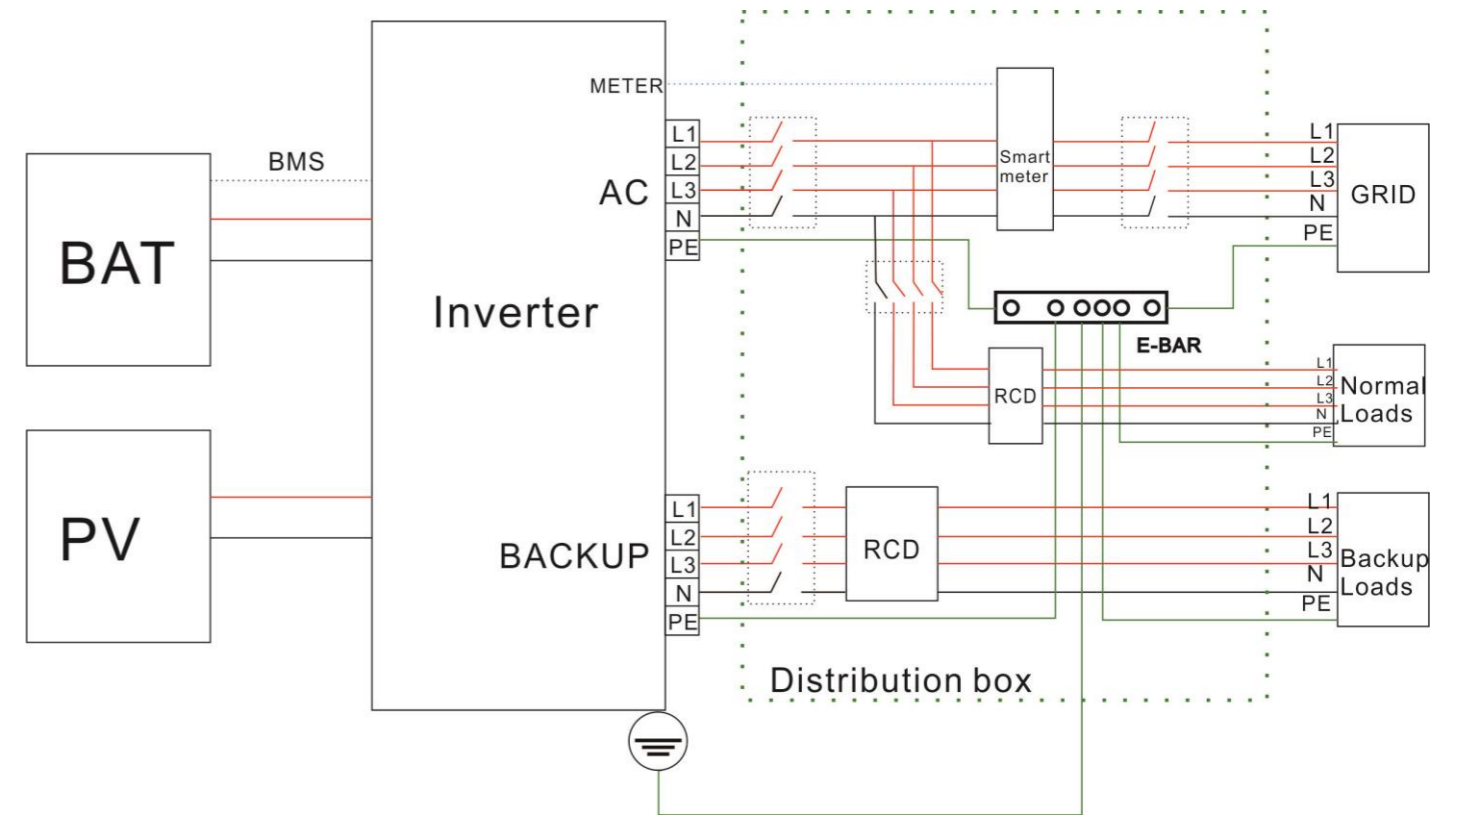 METER
L1
L2
L3
N
PE
AC
BMS
BAT
Inverter
Smart
meter
L1
L2
L3
N
PE
GRID
E-BAR
RCD
L1
L2
L3
N
PE
Normal
Loads
PV
BACKUP
L1
L2
L3
N
PE
RCD
L1
L2
L3
N
PE
Backup
Loads
Distribution box